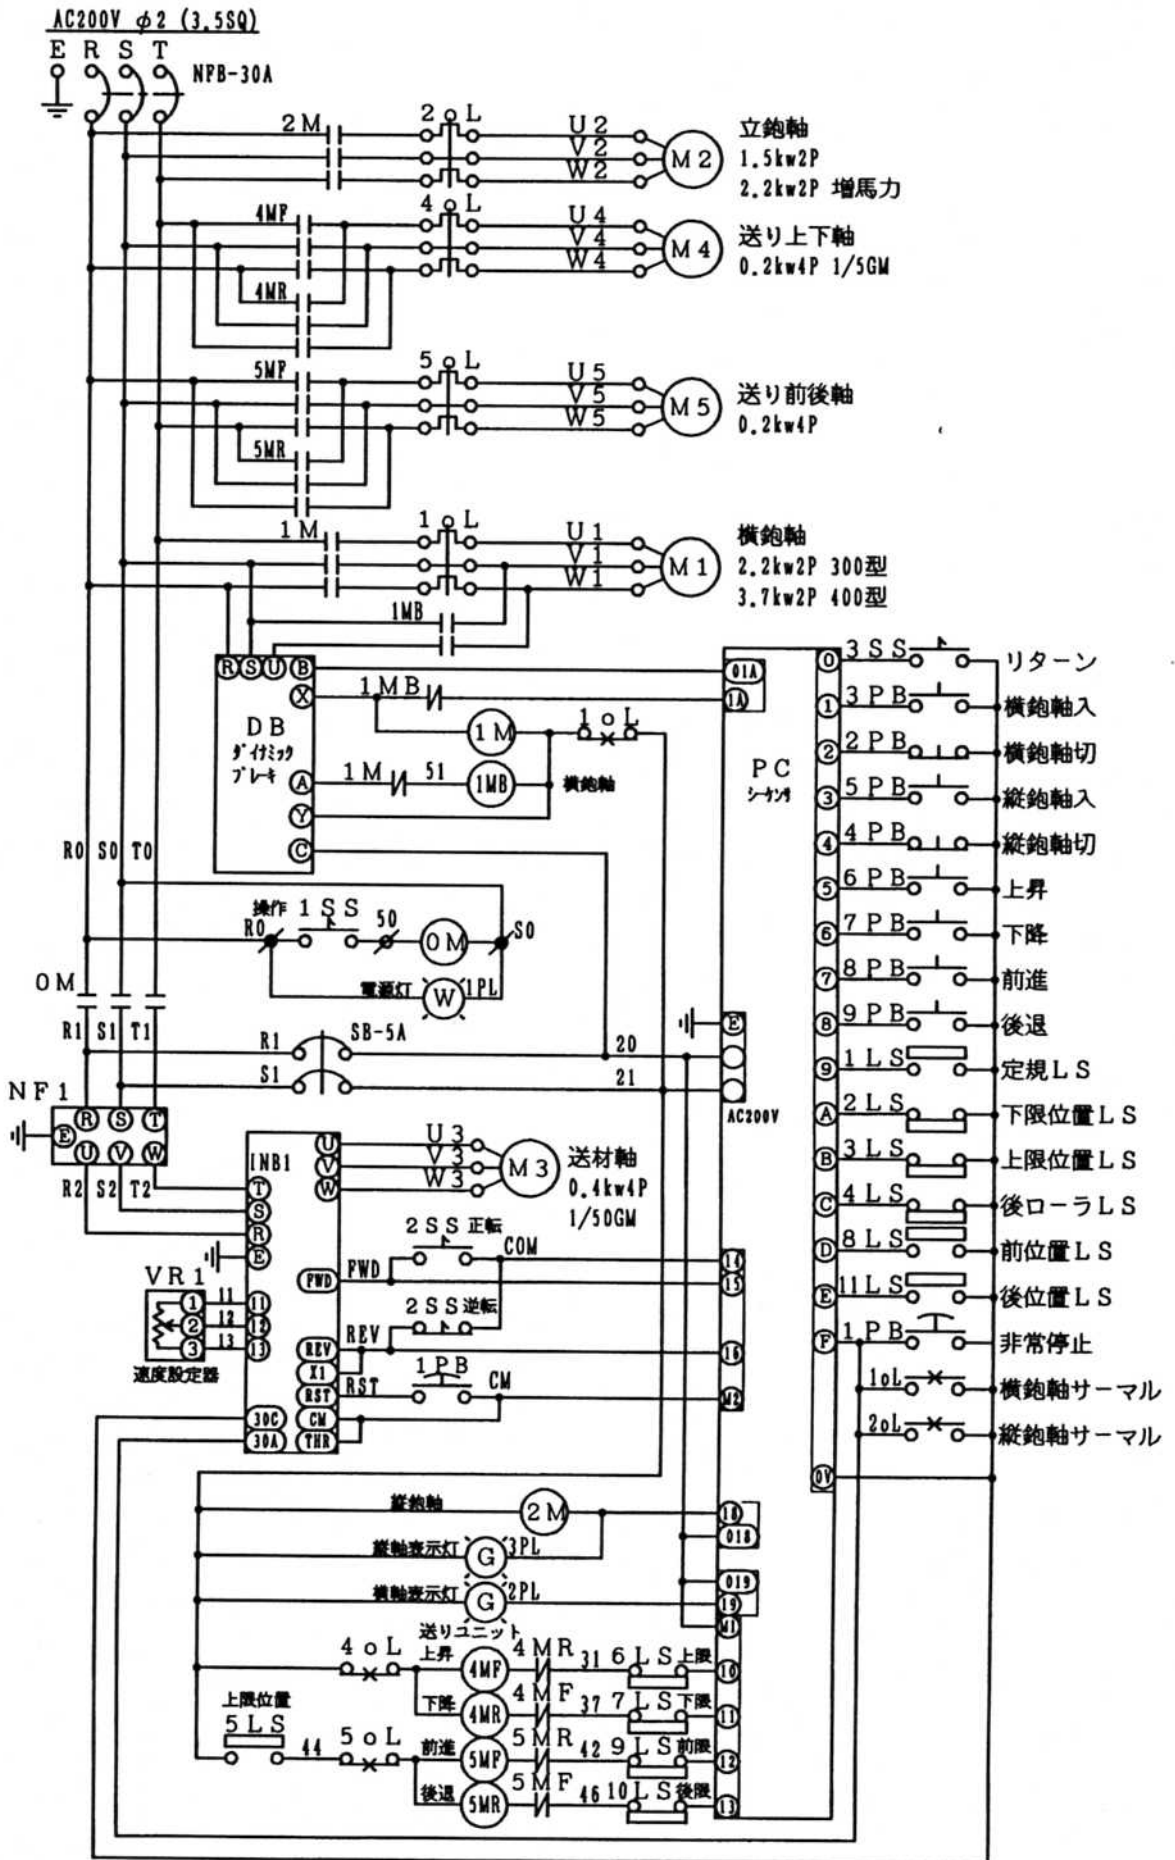 AC200V φ2 (3.5SQ)
E R S T
NFB-30A
2M
2oL
U2
V2
W2
M2
立鉋軸
1.5kw2P
2.2kw2P 増馬力
4MF
4oL
U4
V4
W4
M4
送り上下軸
0.2kw4P 1/5GM
4MR
5MF
5oL
U5
V5
W5
M5
送り前後軸
0.2kw4P
5MR
1M
1oL
U1
V1
W1
M1
横鉋軸
2.2kw2P 300型
3.7kw2P 400型
1MB
R S U B
X
A
Y
C
DB
ダイナミック
ブレーキ
1MB
1M
1oL
1M
51
1MB
横鉋軸
01A
1A
PC
シーケンサ
0 3SS リターン
1 3PB 横鉋軸入
2 2PB 横鉋軸切
3 5PB 縦鉋軸入
4 4PB 縦鉋軸切
5 6PB 上昇
6 7PB 下降
7 8PB 前進
8 9PB 後退
9 1LS 定規LS
A 2LS 下限位置LS
B 3LS 上限位置LS
C 4LS 後ローラLS
D 8LS 前位置LS
E 11LS 後位置LS
F 1PB 非常停止
1oL 横鉋軸サーマル
2oL 縦鉋軸サーマル
0V
R0 S0 T0
操作 1SS
R0
50
0M
S0
電源灯
W
1PL
0M
R1 S1 T1
R1
SB-5A
20
S1
21
E
AC200V
NF1
R S T
E
U V W
R2 S2 T2
INB1
U
V
W
U3
V3
W3
M3
送材軸
0.4kw4P
1/50GM
T
S
R
E
VR1
1 11 11
2 12 12
3 13 13
速度設定器
FWD
FWD
2SS 正転
COM
14
15
2SS 逆転
REV
REV
16
X1
RST
RST
1PB
CM
M2
30C
CM
30A
THR
縦鉋軸
2M
18
018
縦軸表示灯
G
3PL
横軸表示灯
G
2PL
019
19
M1
送りユニット
4oL
上昇
4MF
4MR
31
6LS
上限
10
下降
4MR
4MF
37
7LS
下限
11
上限位置
5LS
44
5oL
前進
5MF
5MR
42
9LS
前限
12
後退
5MR
5MF
46
10LS
後限
13